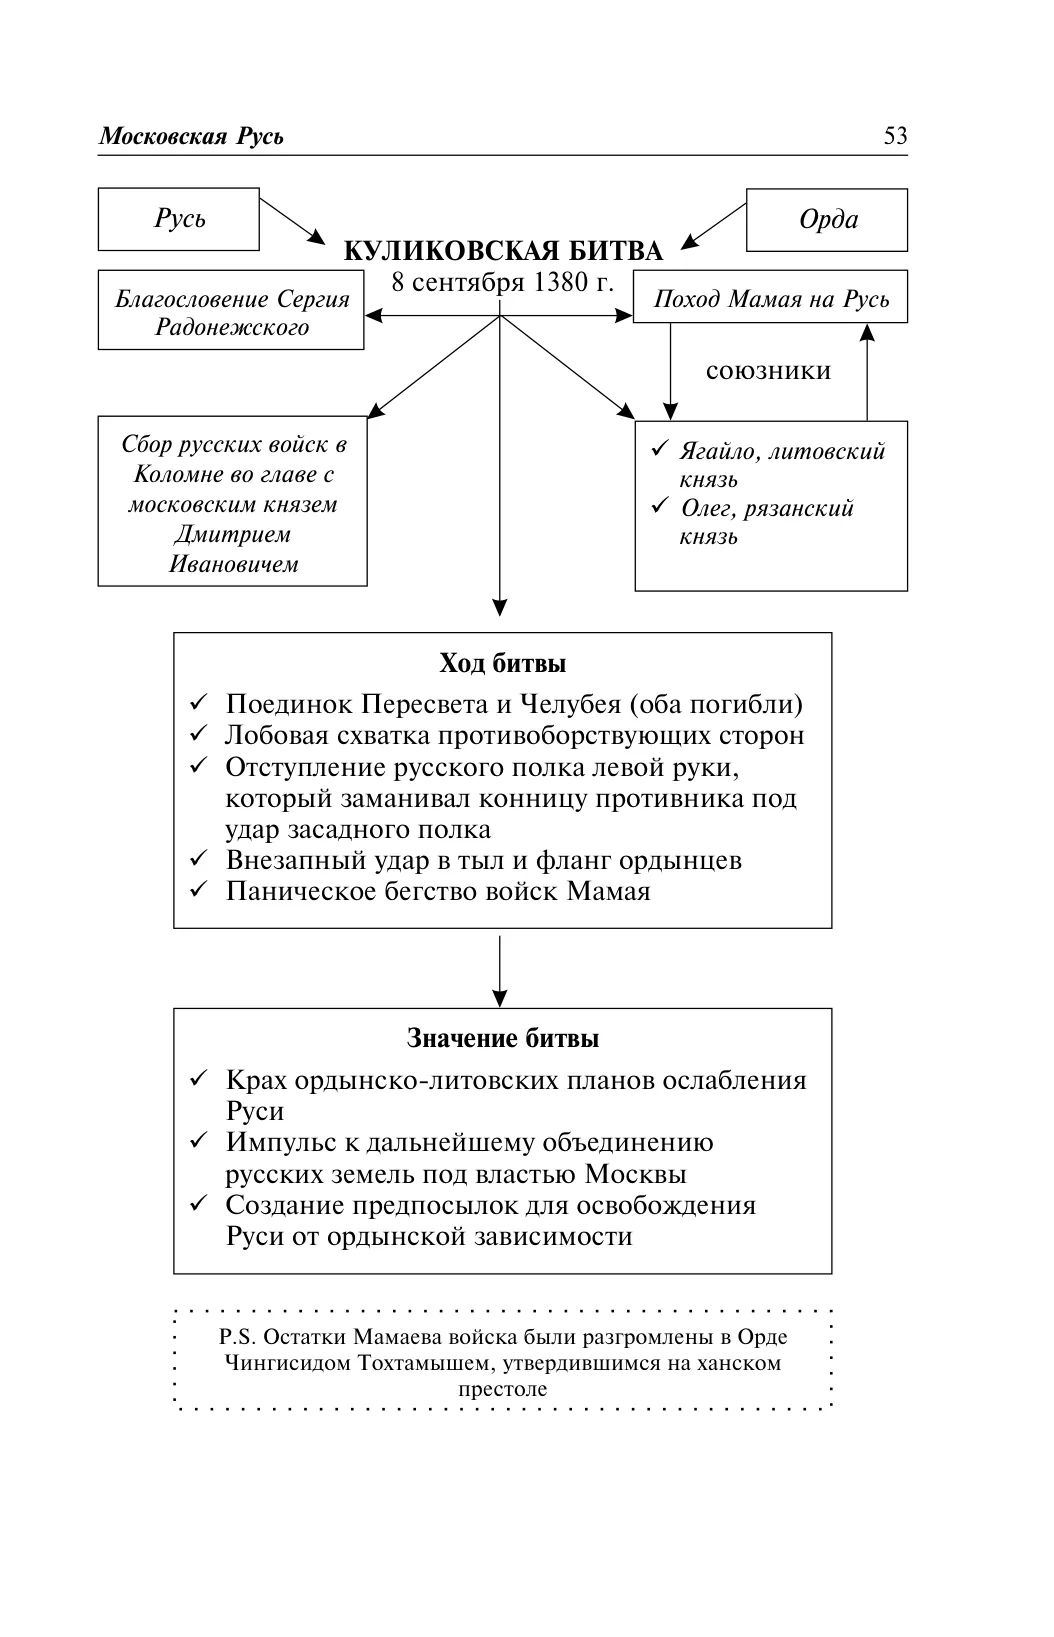 Московская Русь 53
Русь
Орда
КУЛИКОВСКАЯ БИТВА
8 сентября 1380 г.
Благословение Сергия
Радонежского
Поход Мамая на Русь
союзники
Сбор русских войск в
Коломне во главе с
московским князем
Дмитрием
Ивановичем
✓ Ягайло, литовский
князь
✓ Олег, рязанский
князь
Ход битвы
✓ Поединок Пересвета и Челубея (оба погибли)
✓ Лобовая схватка противоборствующих сторон
✓ Отступление русского полка левой руки,
который заманивал конницу противника под
удар засадного полка
✓ Внезапный удар в тыл и фланг ордынцев
✓ Паническое бегство войск Мамая
Значение битвы
✓ Крах ордынско-литовских планов ослабления
Руси
✓ Импульс к дальнейшему объединению
русских земель под властью Москвы
✓ Создание предпосылок для освобождения
Руси от ордынской зависимости
P.S. Остатки Мамаева войска были разгромлены в Орде
Чингисидом Тохтамышем, утвердившимся на ханском
престоле